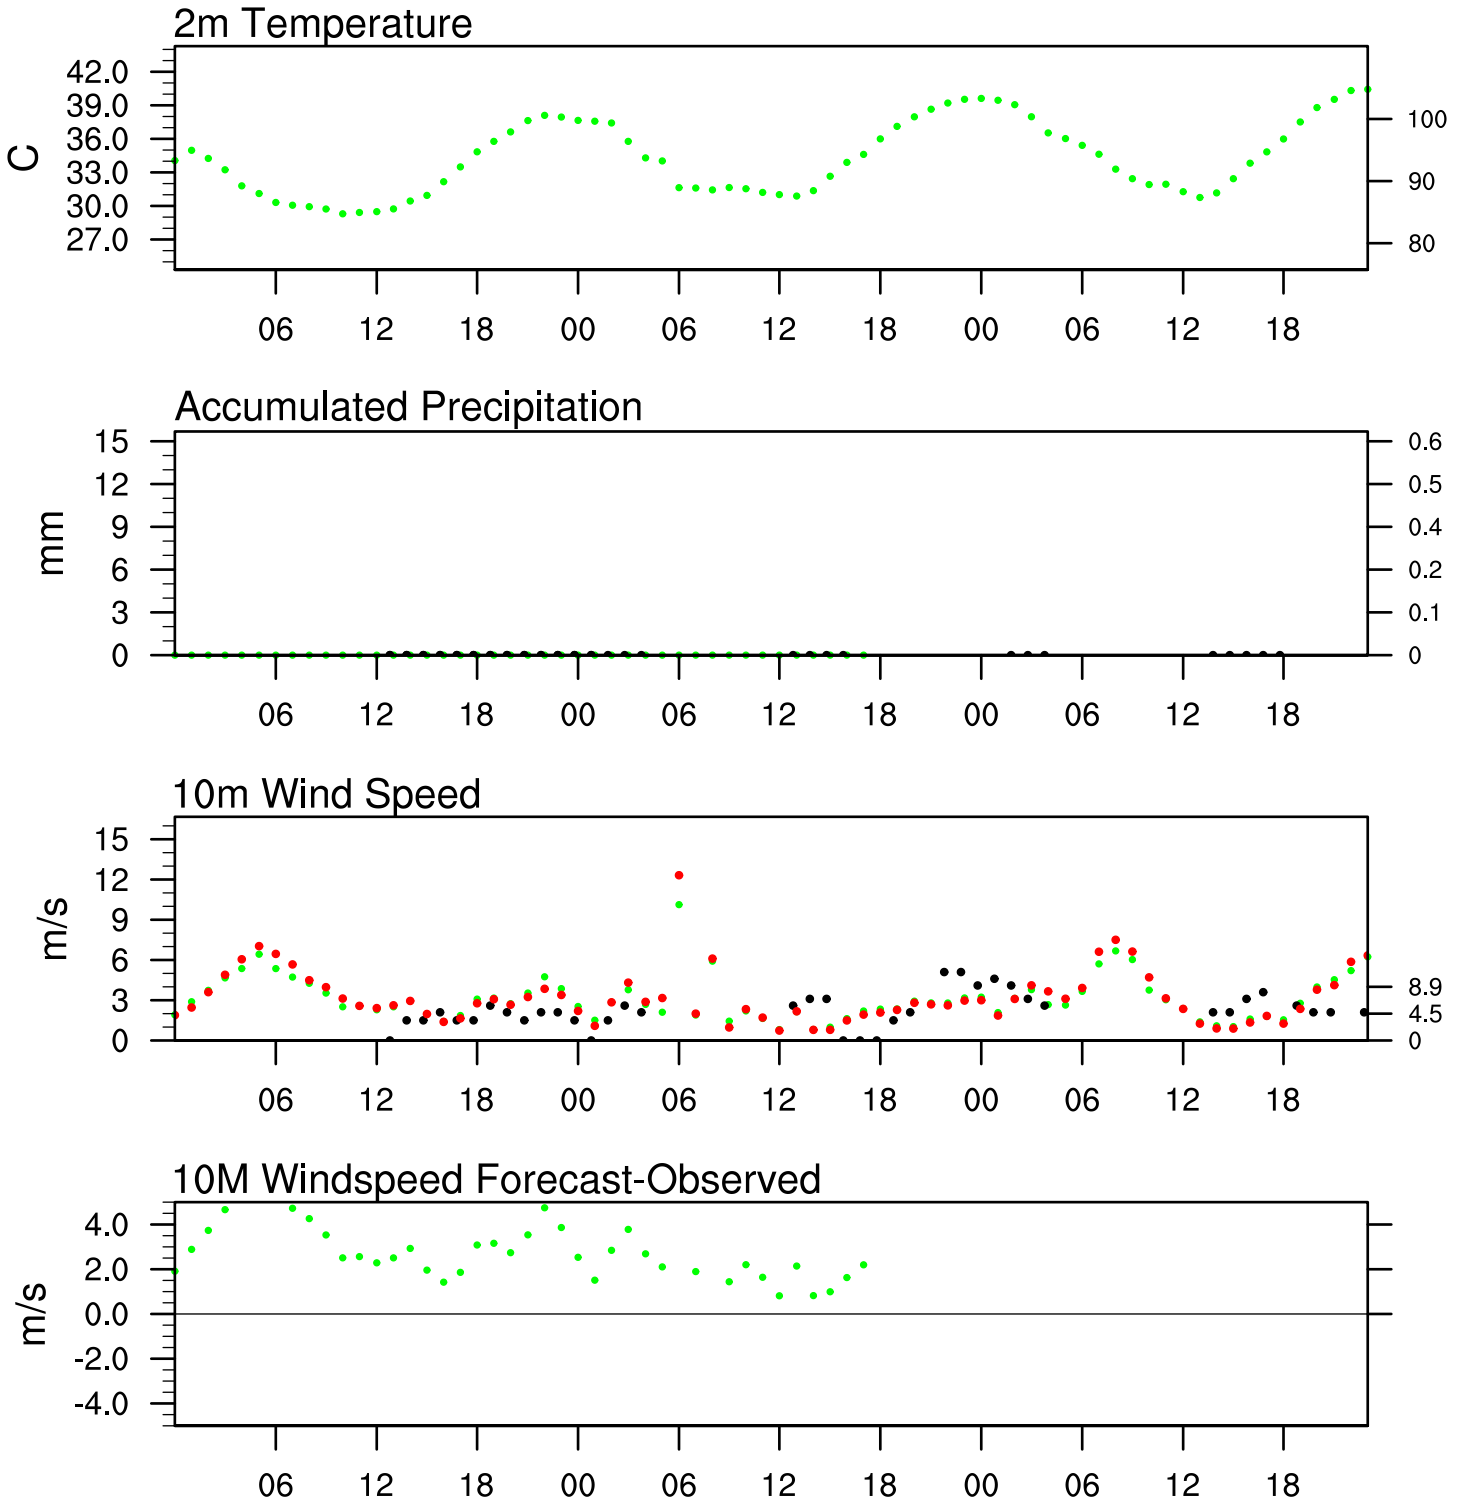 2m Temperature
C
42.0
39.0
36.0
33.0
30.0
27.0
100
90
80
06 12 18 00 06 12 18 00 06 12 18
Accumulated Precipitation
mm
15
12
9
6
3
0
0.6
0.5
0.4
0.2
0.1
0
06 12 18 00 06 12 18 00 06 12 18
10m Wind Speed
m/s
15
12
9
6
3
0
8.9
4.5
0
06 12 18 00 06 12 18 00 06 12 18
10M Windspeed Forecast-Observed
m/s
4.0
2.0
0.0
-2.0
-4.0
06 12 18 00 06 12 18 00 06 12 18